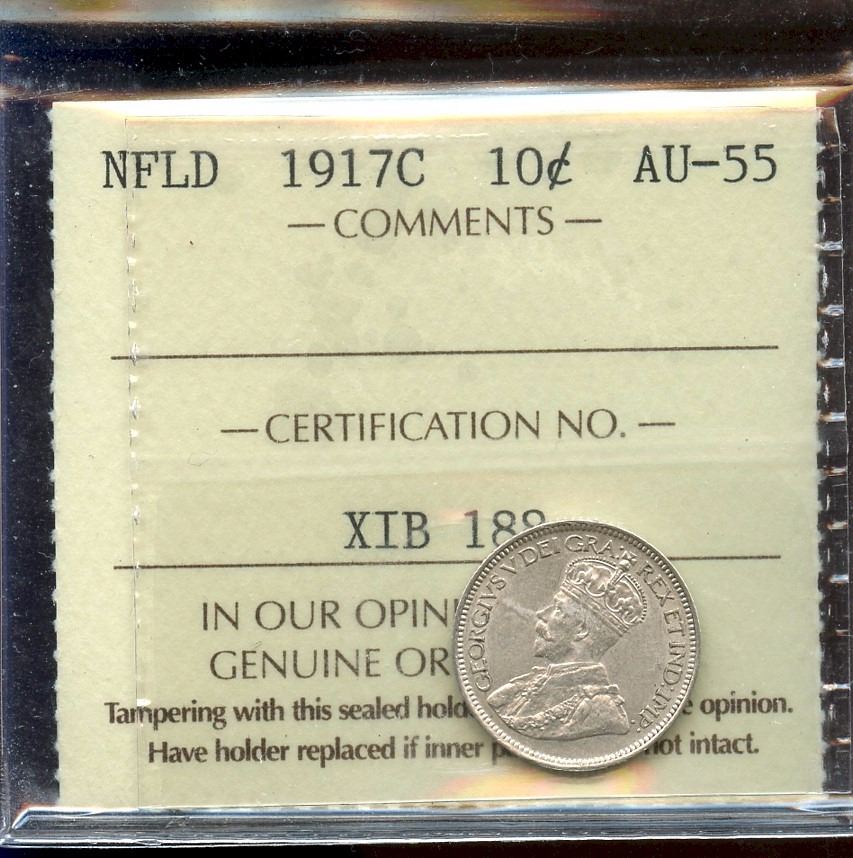 NFLD 1917C 10¢ AU-55
— COMMENTS —
— CERTIFICATION NO. —
XIB 188
IN OUR OPIN
GENUINE OR
Tampering with this sealed hold e opinion.
Have holder replaced if inner p not intact.
GEORGIVS V DEI GRA: REX ET IND: IMP: